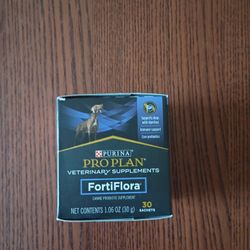 PURINA
PRO PLAN
VETERINARY SUPPLEMENTS
FortiFlora
CANINE PROBIOTIC SUPPLEMENT
NET CONTENTS 1.06 OZ (30 g)
30
SACHETS